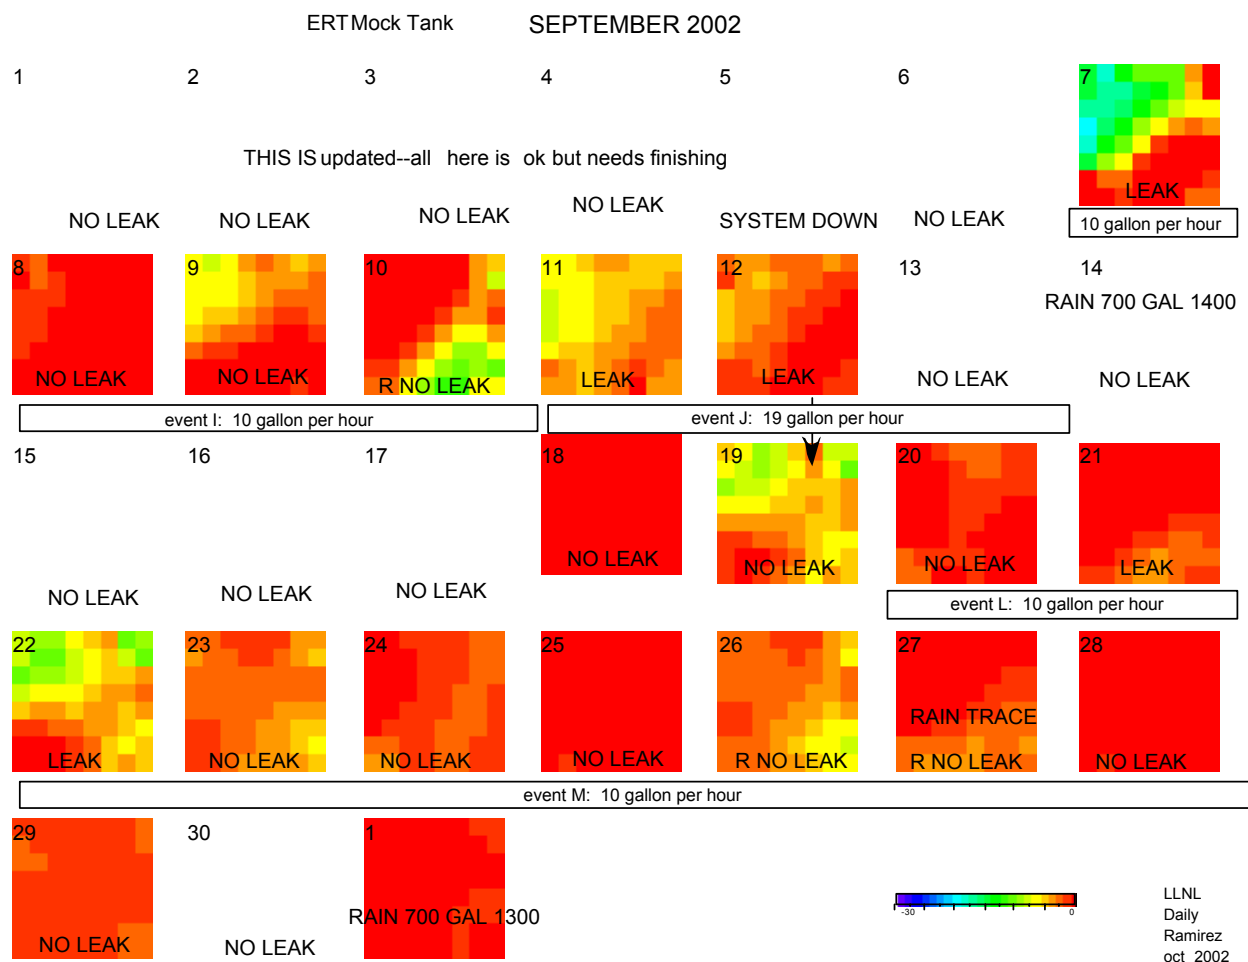 ERT Mock Tank SEPTEMBER 2002
1 2 3 4 5 6 7
THIS IS updated--all here is ok but needs finishing
LEAK
NO LEAK NO LEAK NO LEAK NO LEAK SYSTEM DOWN NO LEAK 10 gallon per hour
8 9 10 11 12 13 14
RAIN 700 GAL 1400
NO LEAK NO LEAK R NO LEAK LEAK LEAK NO LEAK NO LEAK
event I: 10 gallon per hour event J: 19 gallon per hour
15 16 17 18 19 20 21
NO LEAK NO LEAK NO LEAK NO LEAK NO LEAK NO LEAK LEAK
event L: 10 gallon per hour
22 23 24 25 26 27 28
RAIN TRACE
LEAK NO LEAK NO LEAK NO LEAK R NO LEAK R NO LEAK NO LEAK
event M: 10 gallon per hour
29 30 1
RAIN 700 GAL 1300
NO LEAK NO LEAK
-30 0
LLNL
Daily
Ramirez
oct 2002